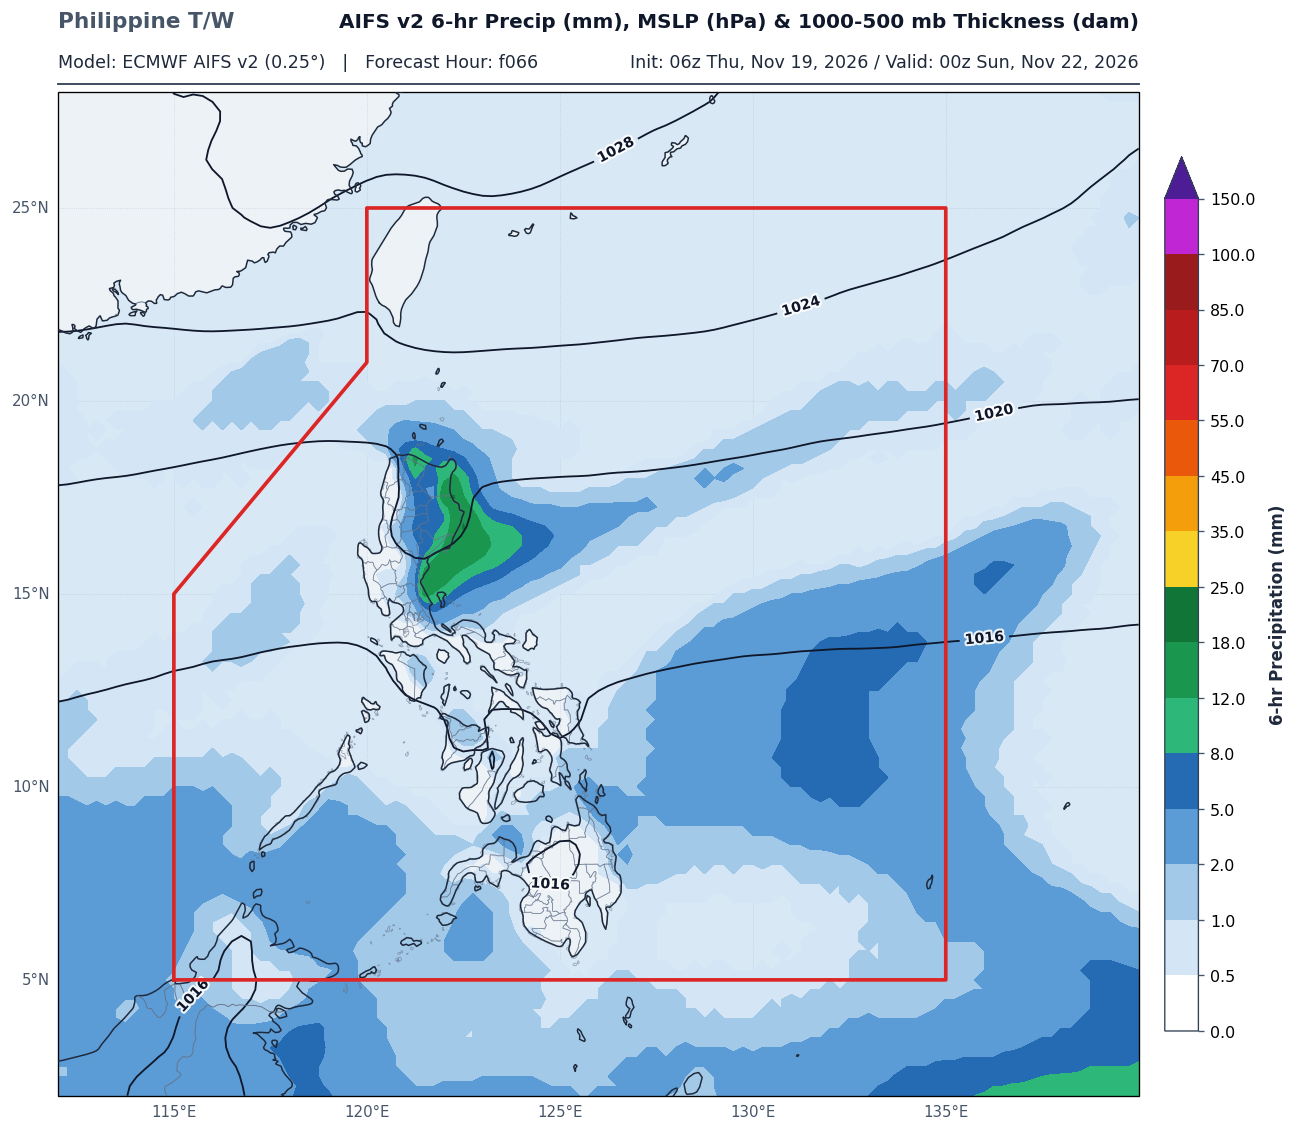 Philippine T/W
AIFS v2 6-hr Precip (mm), MSLP (hPa) & 1000-500 mb Thickness (dam)
Model: ECMWF AIFS v2 (0.25°)   |   Forecast Hour: f066
Init: 06z Thu, Nov 19, 2026 / Valid: 00z Sun, Nov 22, 2026
1028
25°N
1024
20°N
1020
15°N
1016
10°N
1016
5°N
1016
115°E
120°E
125°E
130°E
135°E
150.0
100.0
85.0
70.0
55.0
45.0
35.0
25.0
18.0
12.0
8.0
5.0
2.0
1.0
0.5
0.0
6-hr Precipitation (mm)